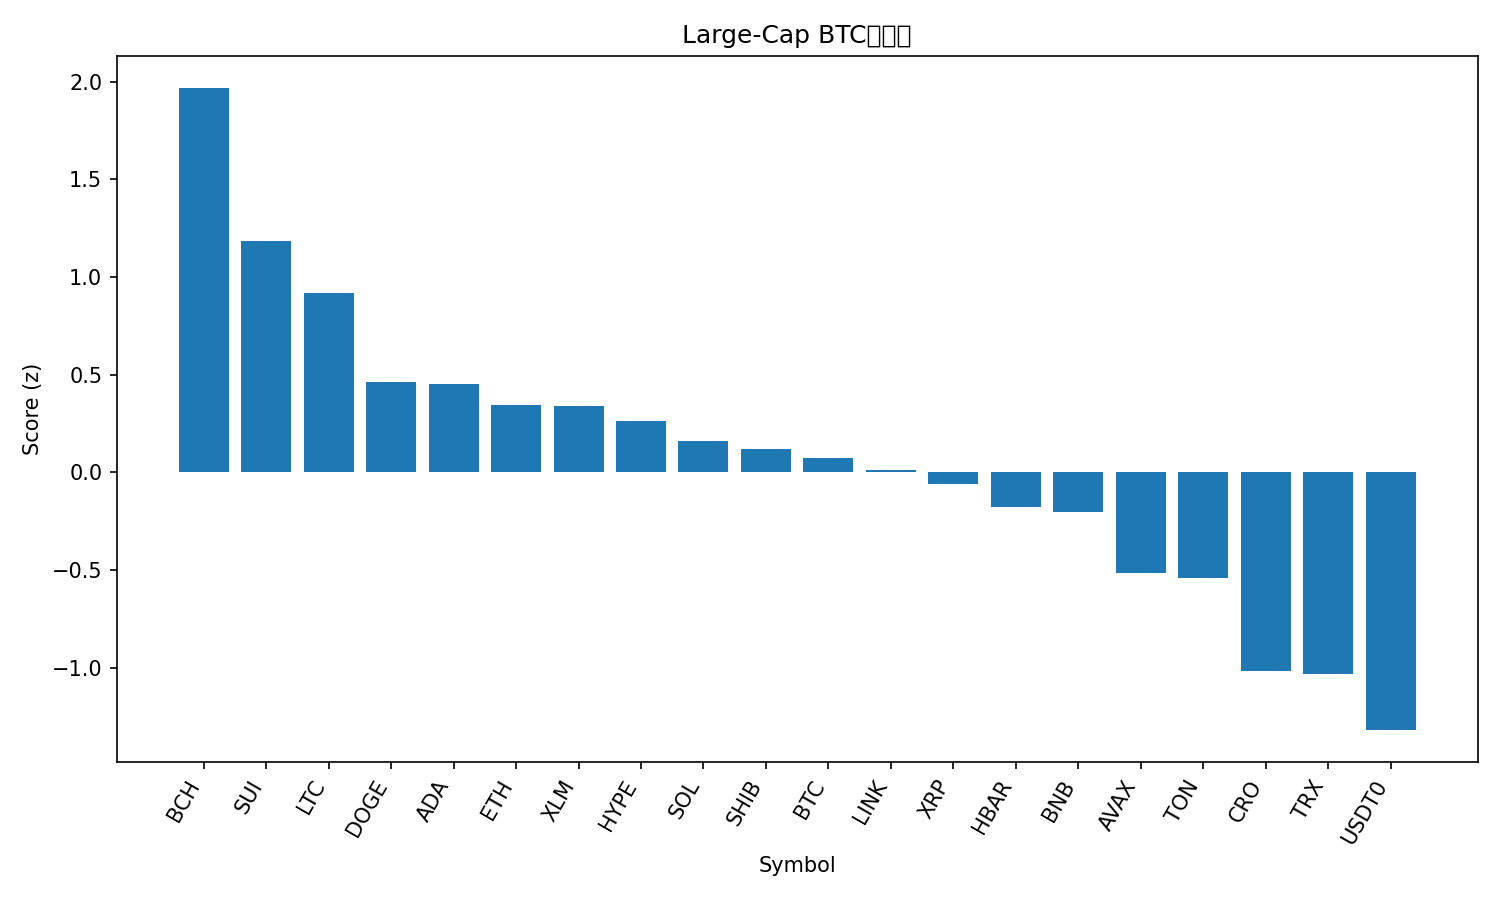 Large-Cap BTC
2.0
1.5
1.0
0.5
0.0
−0.5
−1.0
Score (z)
BCH SUI LTC DOGE ADA ETH XLM HYPE SOL SHIB BTC LINK XRP HBAR BNB AVAX TON CRO TRX USDT0
Symbol